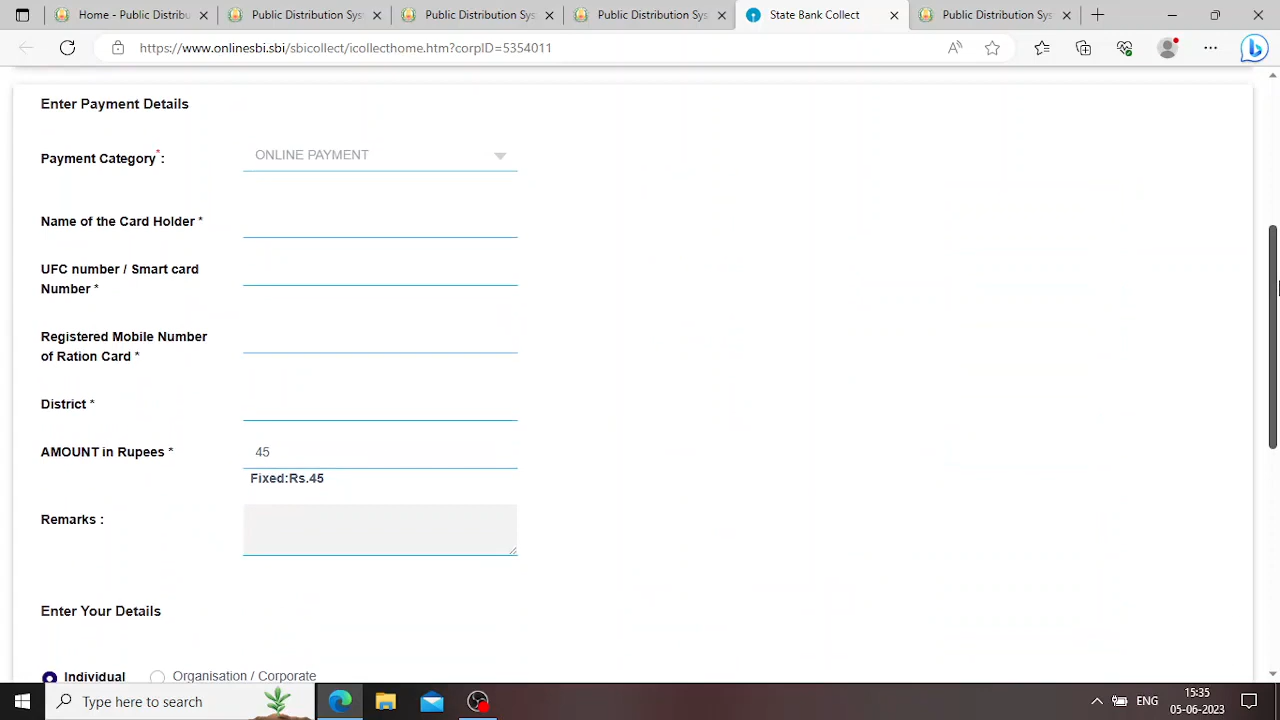 Home - Public Distribu
Public Distribution Sys
Public Distribution Sys
Public Distribution Sys
State Bank Collect
Public Distribution Sys
https://www.onlinesbi.sbi/sbicollect/icollecthome.htm?corpID=5354011
Enter Payment Details
Payment Category*:
ONLINE PAYMENT
Name of the Card Holder *
UFC number / Smart card
Number *
Registered Mobile Number
of Ration Card *
District *
AMOUNT in Rupees *
45
Fixed:Rs.45
Remarks :
Enter Your Details
Individual
Organisation / Corporate
Type here to search
ENG
15:35
05-06-2023